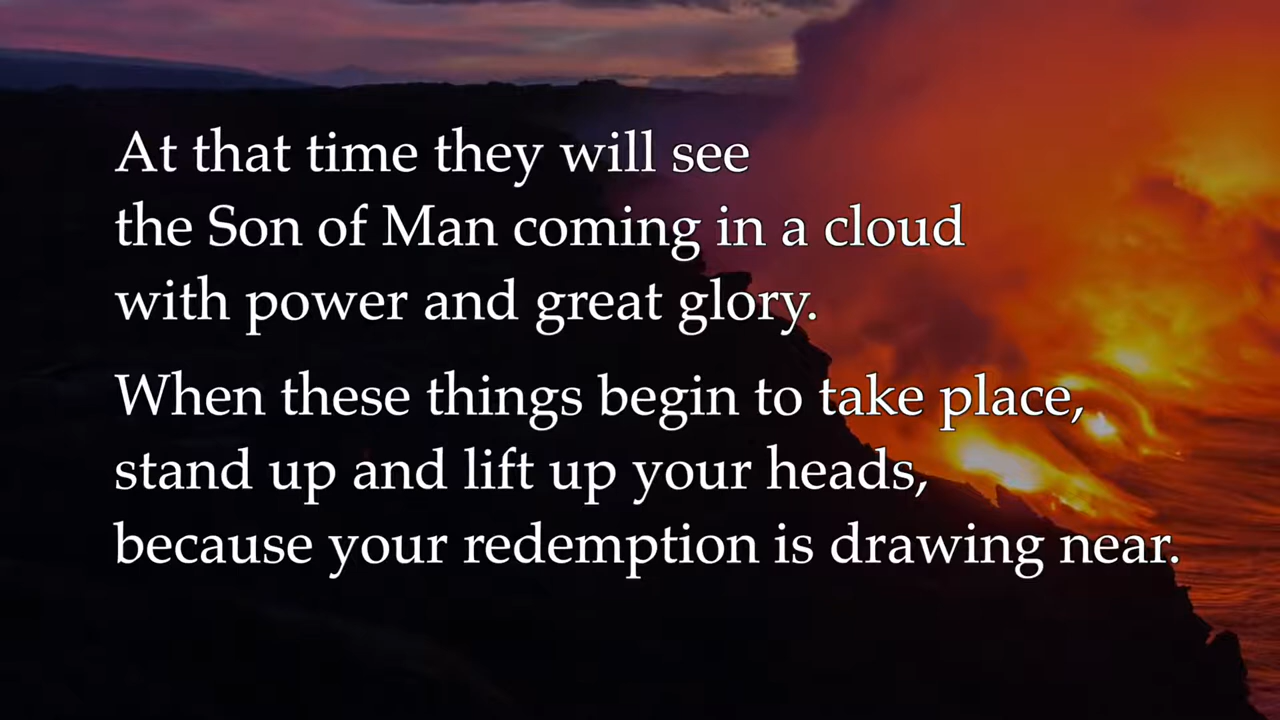 At that time they will see
the Son of Man coming in a cloud
with power and great glory.
When these things begin to take place,
stand up and lift up your heads,
because your redemption is drawing near.